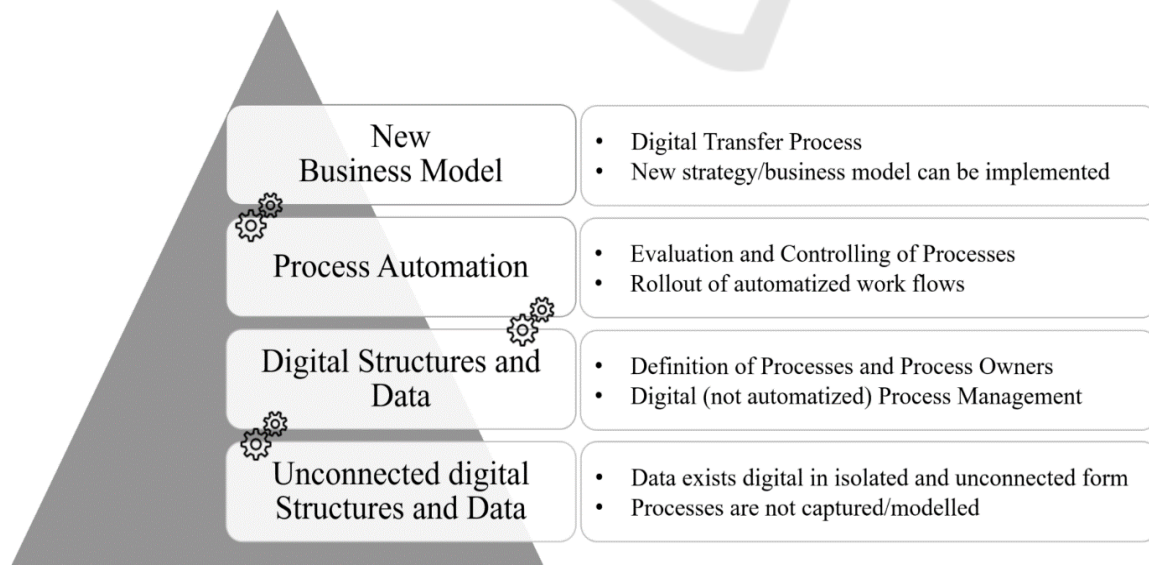 New
Business Model
• Digital Transfer Process
• New strategy/business model can be implemented
Process Automation
• Evaluation and Controlling of Processes
• Rollout of automatized work flows
Digital Structures and
Data
• Definition of Processes and Process Owners
• Digital (not automatized) Process Management
Unconnected digital
Structures and Data
• Data exists digital in isolated and unconnected form
• Processes are not captured/modelled